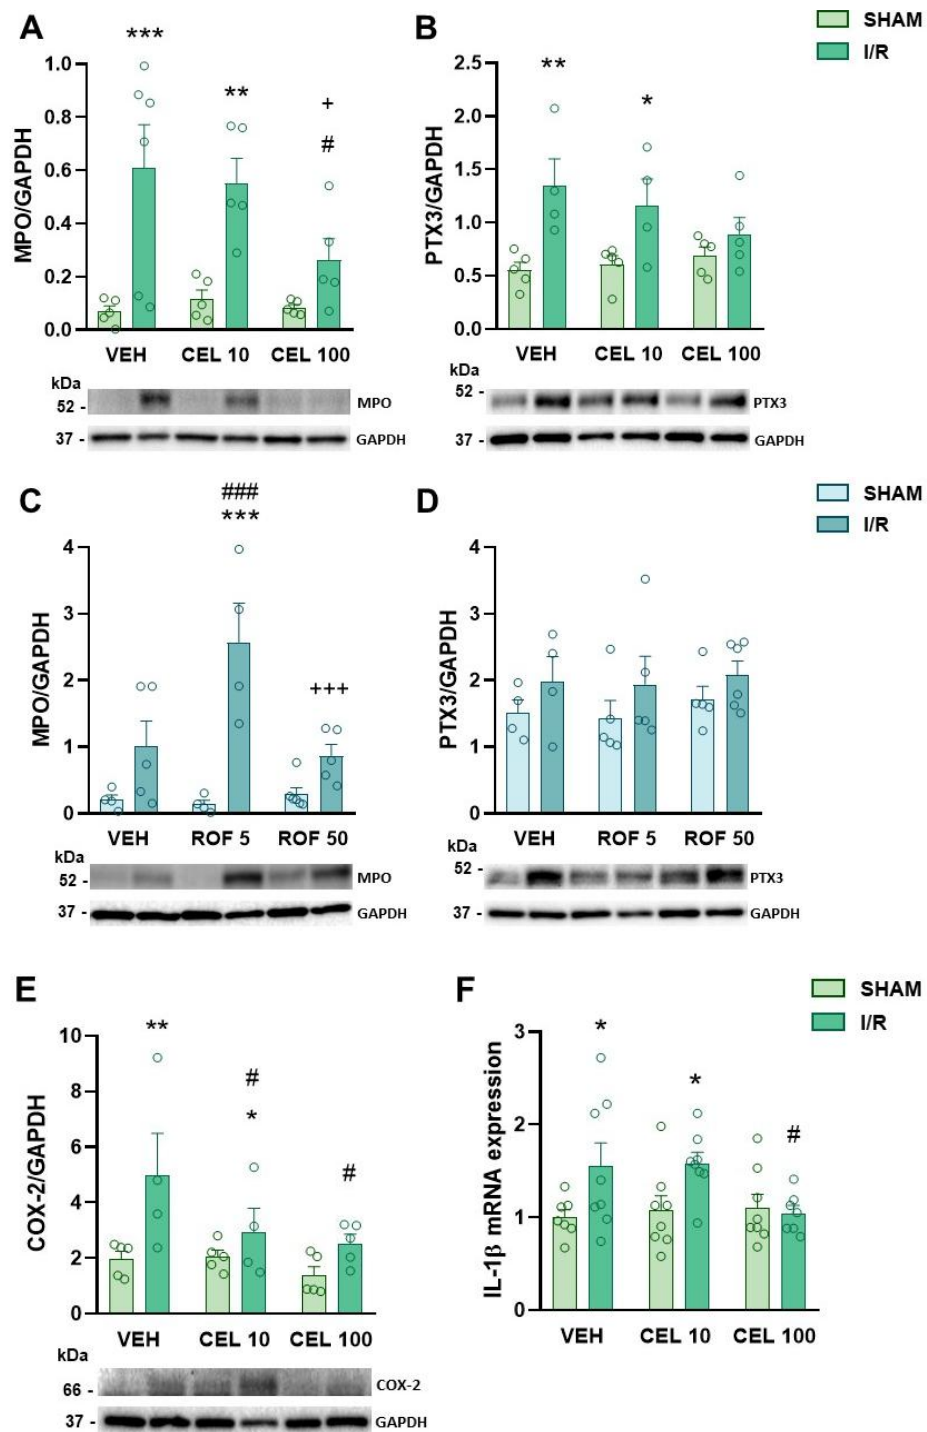 A
B
SHAM
I/R
***
**
+
#
MPO/GAPDH
1.0
0.8
0.6
0.4
0.2
0.0
VEH CEL 10 CEL 100
kDa
52 -
MPO
37 -
GAPDH
**
*
PTX3/GAPDH
2.5
2.0
1.5
1.0
0.5
0.0
VEH CEL 10 CEL 100
kDa
52 -
PTX3
37 -
GAPDH
C
D
SHAM
I/R
###
***
+++
MPO/GAPDH
4
3
2
1
0
VEH ROF 5 ROF 50
kDa
52 -
MPO
37 -
GAPDH
PTX3/GAPDH
4
3
2
1
0
VEH ROF 5 ROF 50
kDa
52 -
PTX3
37 -
GAPDH
E
F
SHAM
I/R
**
#
*
#
COX-2/GAPDH
10
8
6
4
2
0
VEH CEL 10 CEL 100
kDa
66 -
COX-2
37 -
GAPDH
*
*
#
IL-1β mRNA expression
3
2
1
0
VEH CEL 10 CEL 100